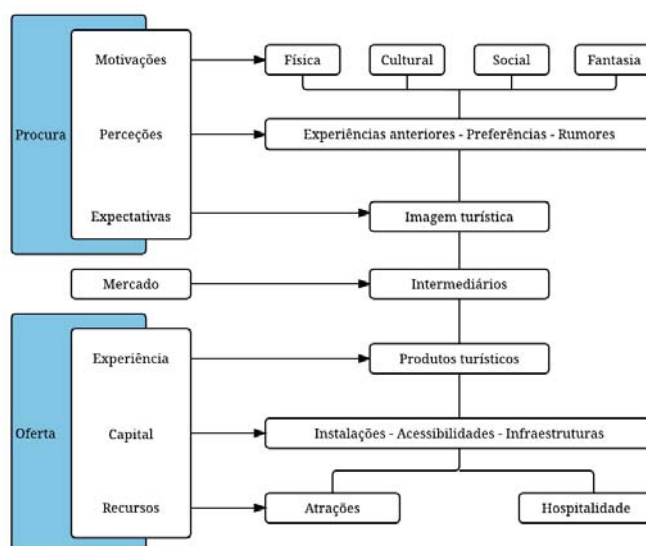 Motivações
Física
Cultural
Social
Fantasia
Procura
Perceções
Experiências anteriores - Preferências - Rumores
Expectativas
Imagem turística
Mercado
Intermediários
Experiência
Produtos turísticos
Oferta
Capital
Instalações - Acessibilidades - Infraestruturas
Recursos
Atrações
Hospitalidade